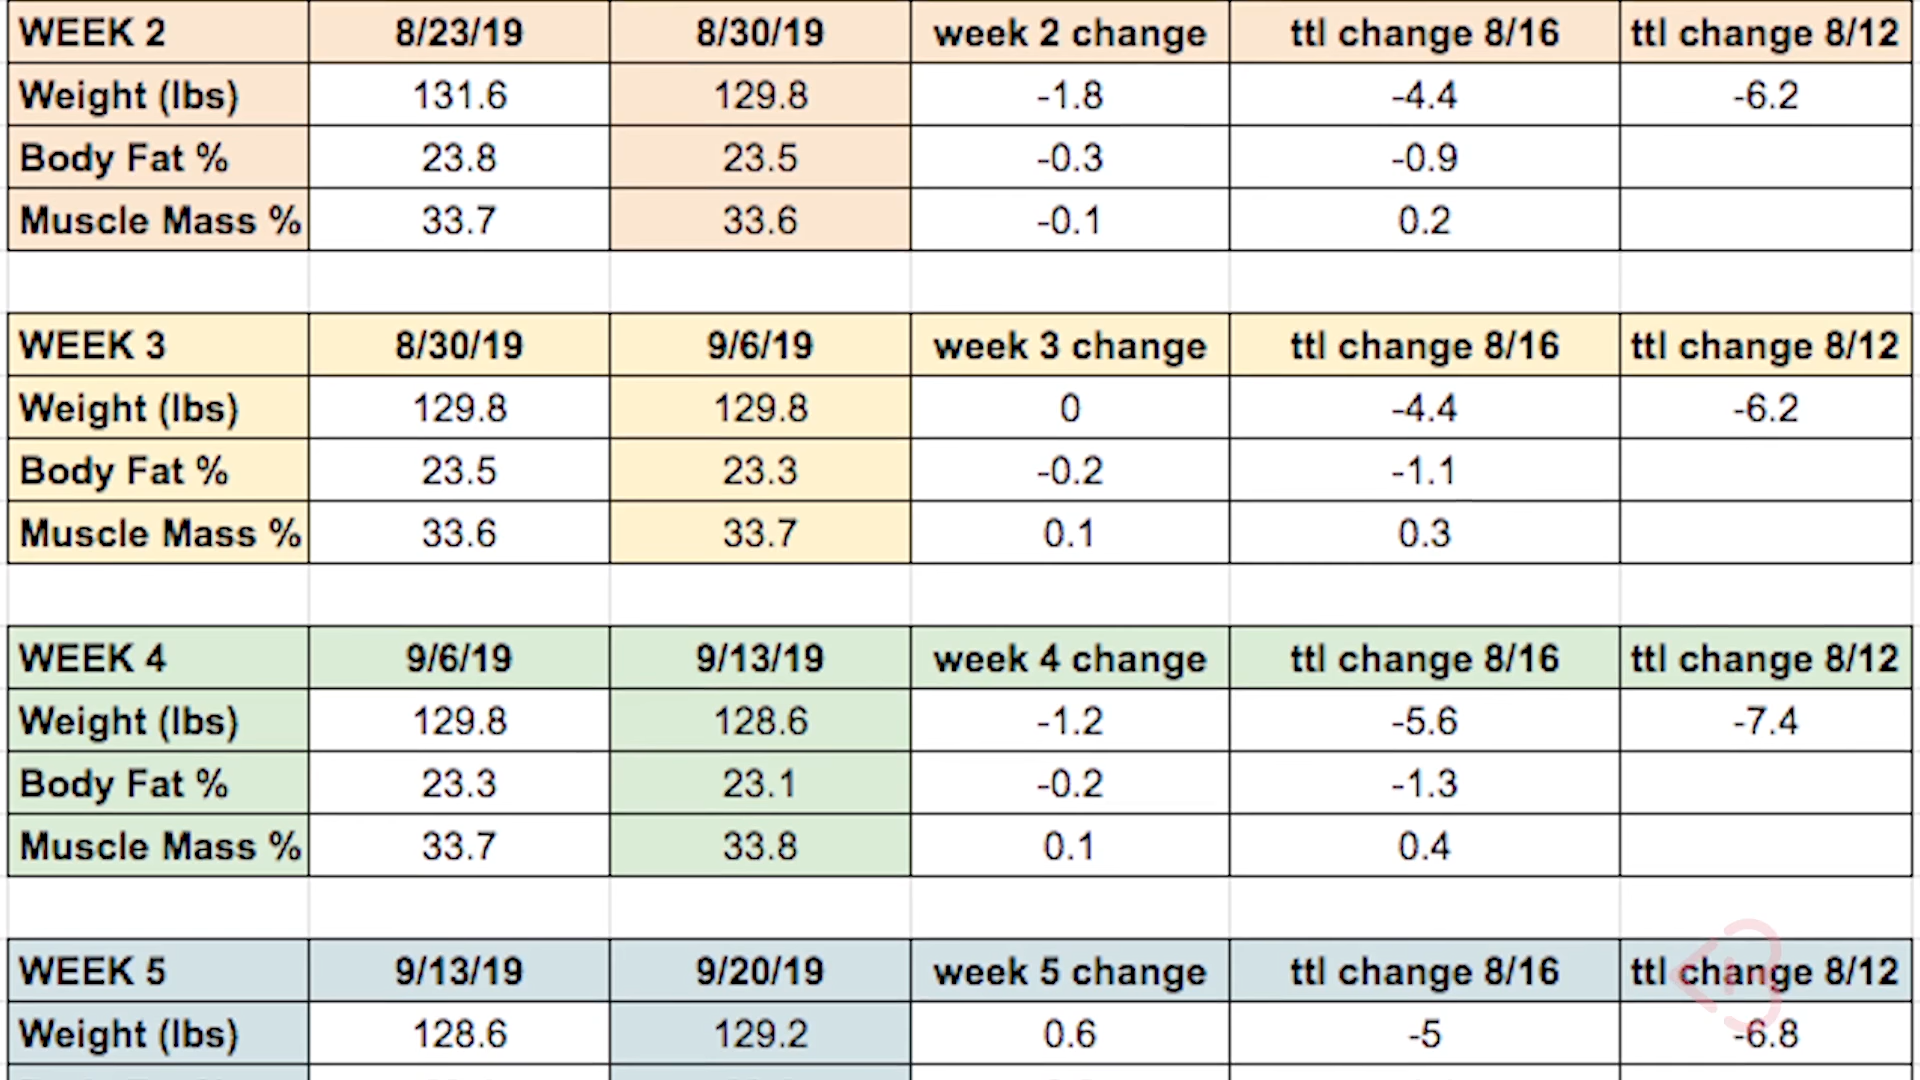 WEEK 2 8/23/19 8/30/19 week 2 change ttl change 8/16 ttl change 8/12
Weight (lbs) 131.6 129.8 -1.8 -4.4 -6.2
Body Fat % 23.8 23.5 -0.3 -0.9
Muscle Mass % 33.7 33.6 -0.1 0.2
WEEK 3 8/30/19 9/6/19 week 3 change ttl change 8/16 ttl change 8/12
Weight (lbs) 129.8 129.8 0 -4.4 -6.2
Body Fat % 23.5 23.3 -0.2 -1.1
Muscle Mass % 33.6 33.7 0.1 0.3
WEEK 4 9/6/19 9/13/19 week 4 change ttl change 8/16 ttl change 8/12
Weight (lbs) 129.8 128.6 -1.2 -5.6 -7.4
Body Fat % 23.3 23.1 -0.2 -1.3
Muscle Mass % 33.7 33.8 0.1 0.4
WEEK 5 9/13/19 9/20/19 week 5 change ttl change 8/16 ttl change 8/12
Weight (lbs) 128.6 129.2 0.6 -5 -6.8